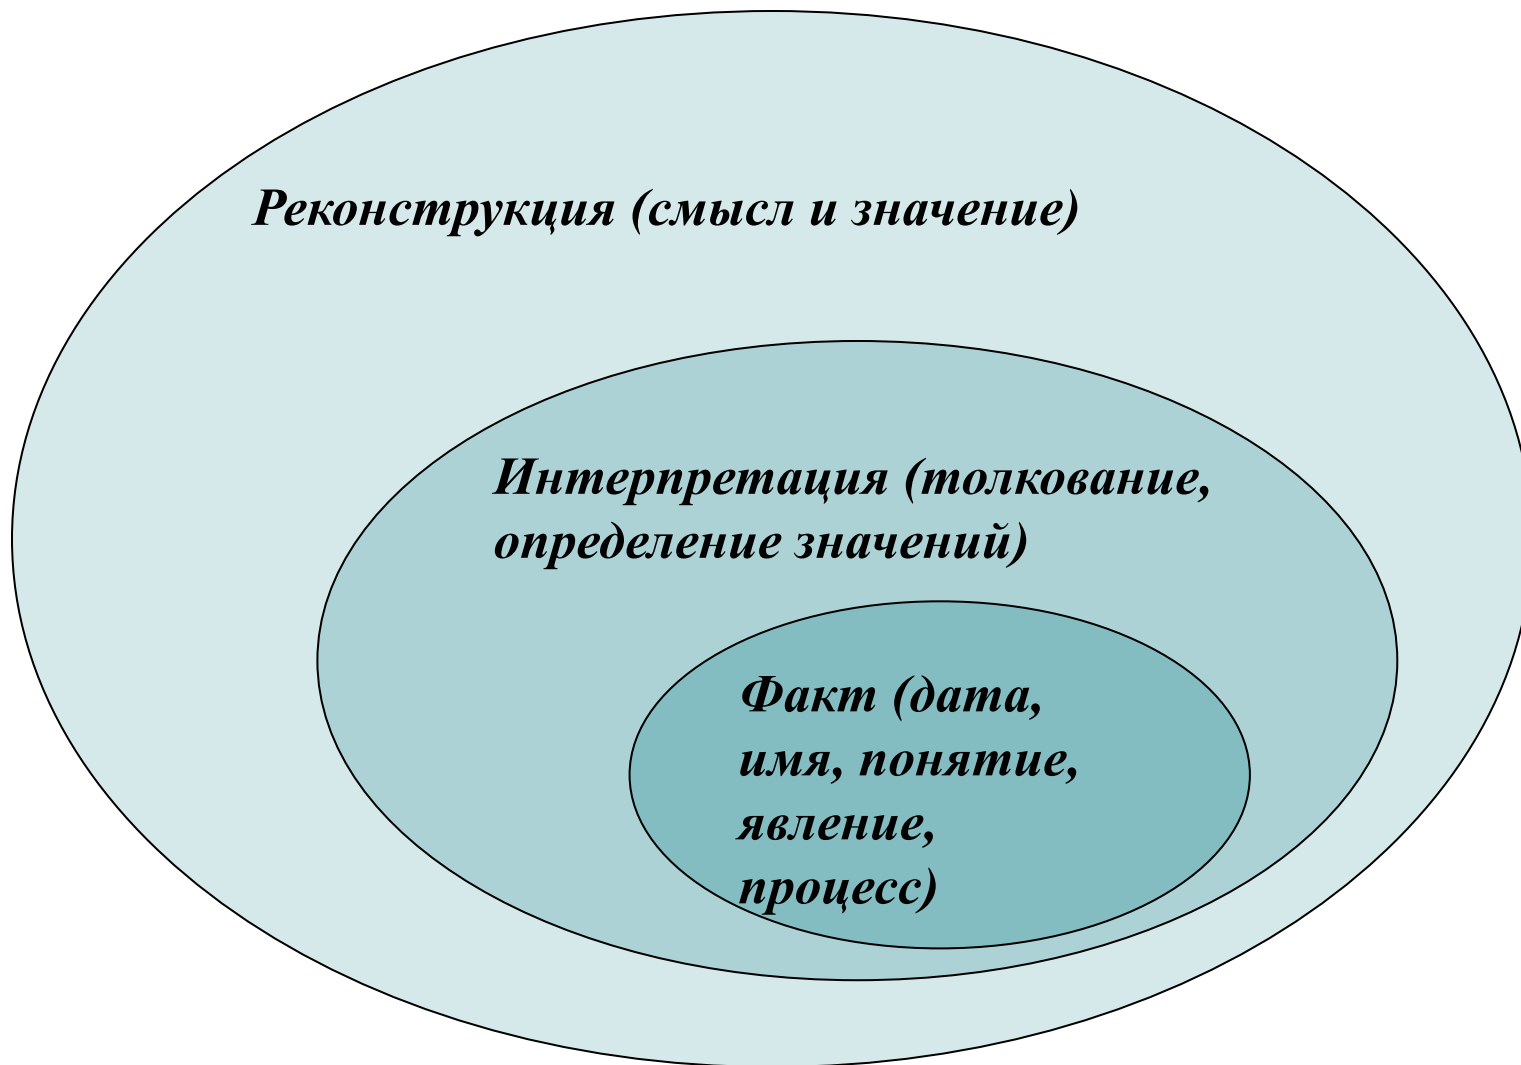 Реконструкция (смысл и значение)
Интерпретация (толкование,
определение значений)
Факт (дата,
имя, понятие,
явление,
процесс)